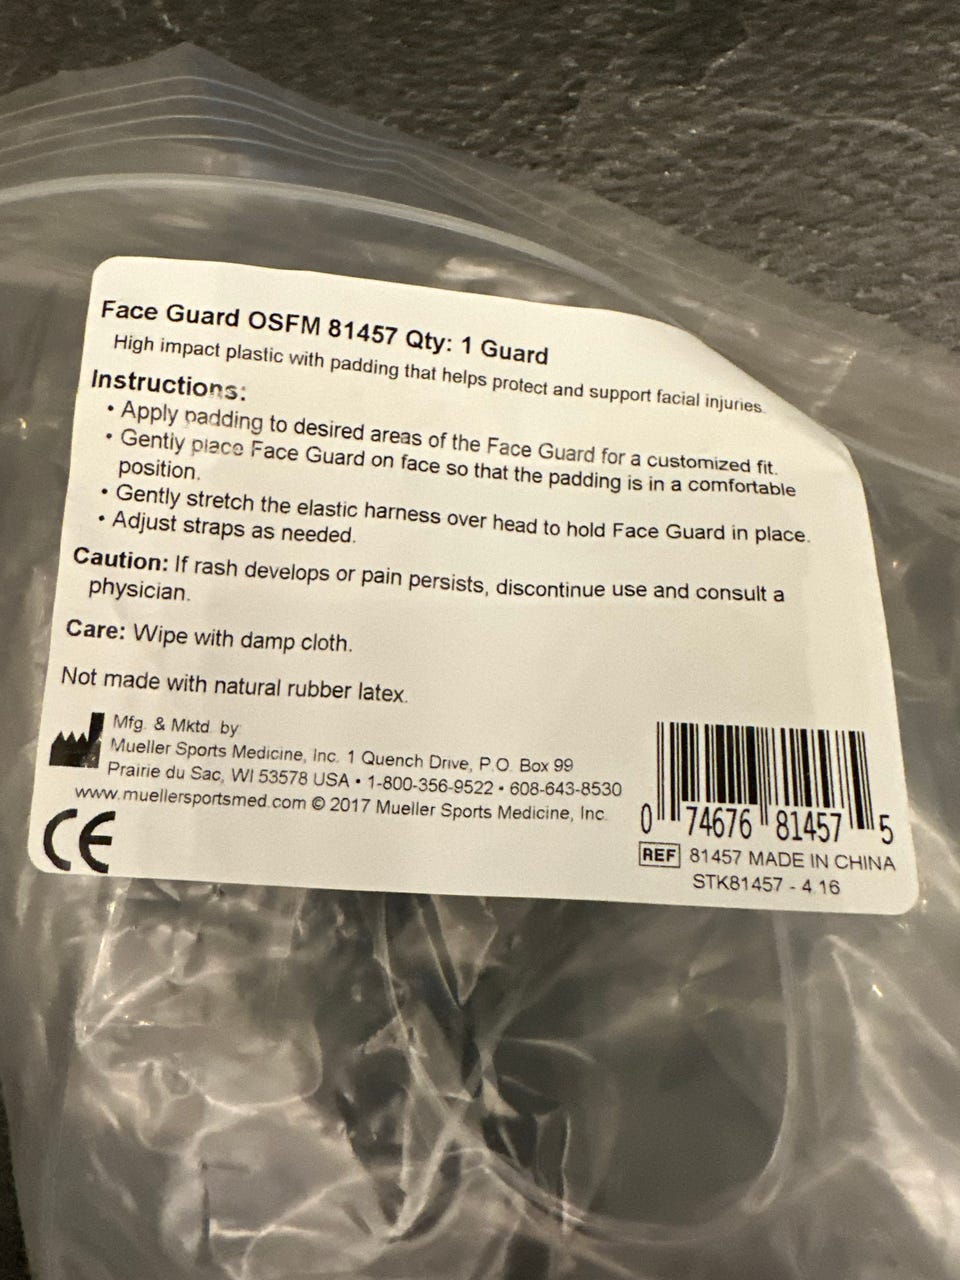 Face Guard OSFM 81457 Qty: 1 Guard
High impact plastic with padding that helps protect and support facial injuries.
Instructions:
• Apply padding to desired areas of the Face Guard for a customized fit.
• Gently place Face Guard on face so that the padding is in a comfortable
position.
• Gently stretch the elastic harness over head to hold Face Guard in place.
• Adjust straps as needed.
Caution: If rash develops or pain persists, discontinue use and consult a
physician.
Care: Wipe with damp cloth.
Not made with natural rubber latex.
Mfg. & Mktd. by:
Mueller Sports Medicine, Inc. 1 Quench Drive, P.O. Box 99
Prairie du Sac, WI 53578 USA • 1-800-356-9522 • 608-643-8530
www.muellersportsmed.com © 2017 Mueller Sports Medicine, Inc.
CE
0 74676 81457 5
REF 81457 MADE IN CHINA
STK81457 - 4.16